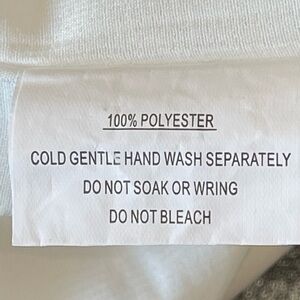 100% POLYESTER
COLD GENTLE HAND WASH SEPARATELY
DO NOT SOAK OR WRING
DO NOT BLEACH